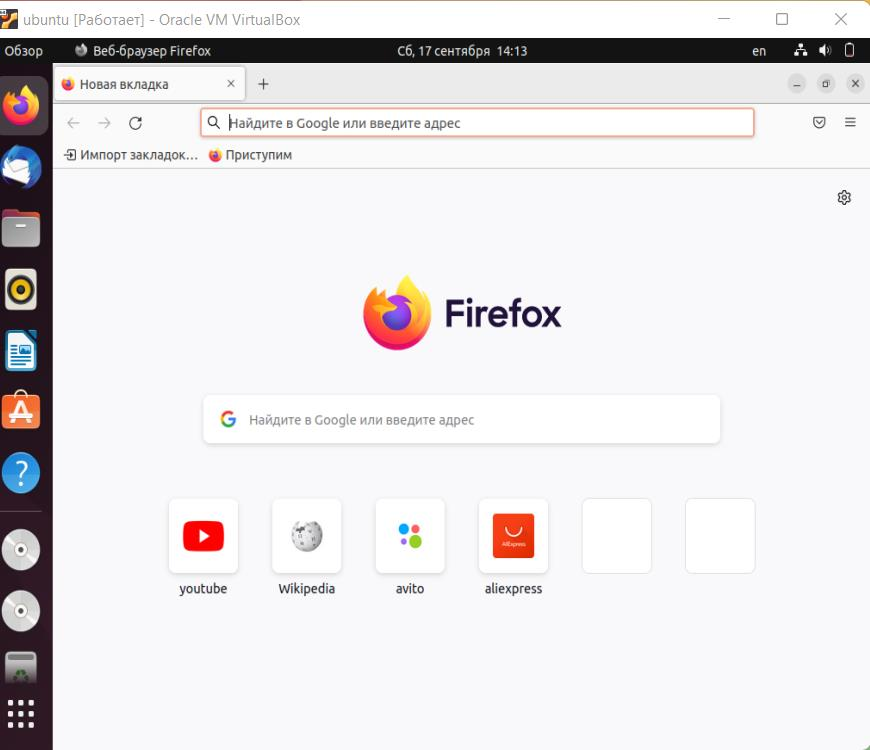 ubuntu [Работает] - Oracle VM VirtualBox
Обзор Веб-браузер Firefox Сб, 17 сентября 14:13 en
Новая вкладка
Найдите в Google или введите адрес
Импорт закладок... Приступим
Firefox
Найдите в Google или введите адрес
AliExpress
youtube Wikipedia avito aliexpress